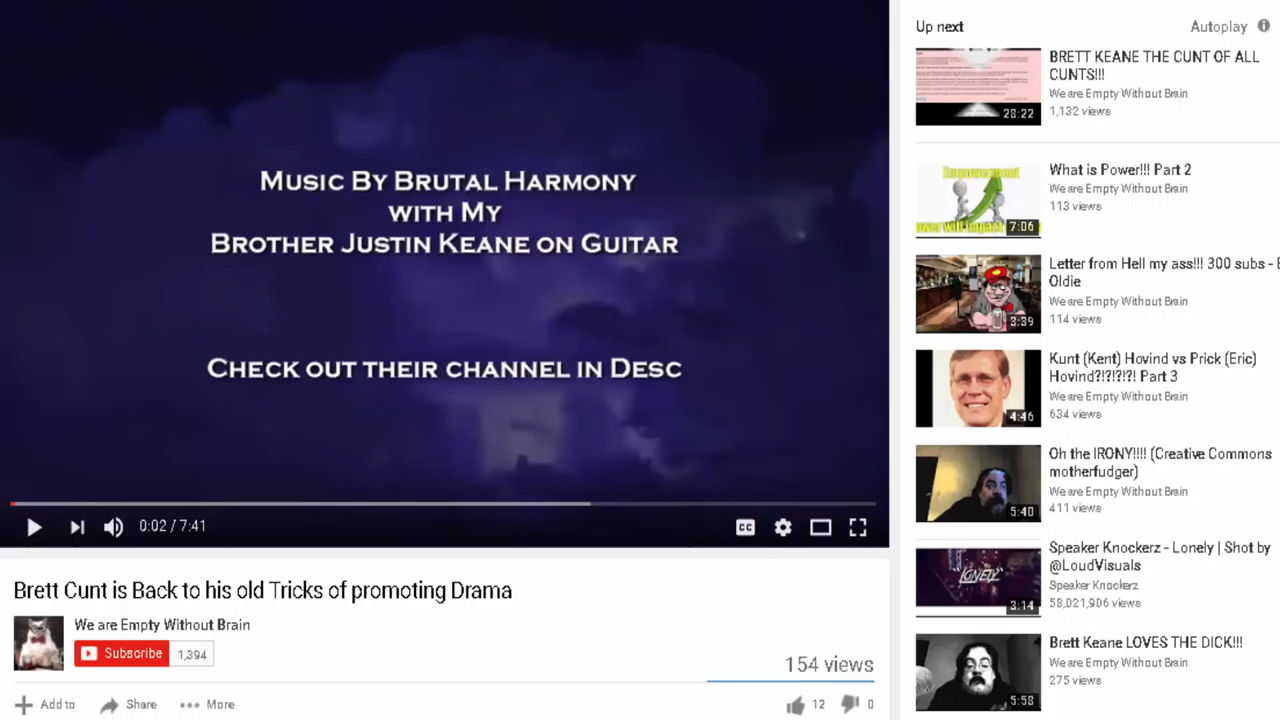 MUSIC BY BRUTAL HARMONY
WITH MY
BROTHER JUSTIN KEANE ON GUITAR
CHECK OUT THEIR CHANNEL IN DESC
0:02 / 7:41
CC
Brett Cunt is Back to his old Tricks of promoting Drama
We are Empty Without Brain
Subscribe 1,394
154 views
Add to Share More
12 0
Up next Autoplay
BRETT KEANE THE CUNT OF ALL
CUNTS!!!
We are Empty Without Brain
1,132 views
28:22
What is Power!!! Part 2
We are Empty Without Brain
113 views
Empowerment
7:06
Letter from Hell my ass!!! 300 subs -
Oldie
We are Empty Without Brain
114 views
3:39
Kunt (Kent) Hovind vs Prick (Eric)
Hovind?!?!?!?! Part 3
We are Empty Without Brain
634 views
4:46
Oh the IRONY!!!! (Creative Commons
motherfudger)
We are Empty Without Brain
411 views
5:40
Speaker Knockerz - Lonely | Shot by
@LoudVisuals
Speaker Knockerz
58,021,906 views
"LONELY"
3:14
Brett Keane LOVES THE DICK!!!
We are Empty Without Brain
275 views
5:58